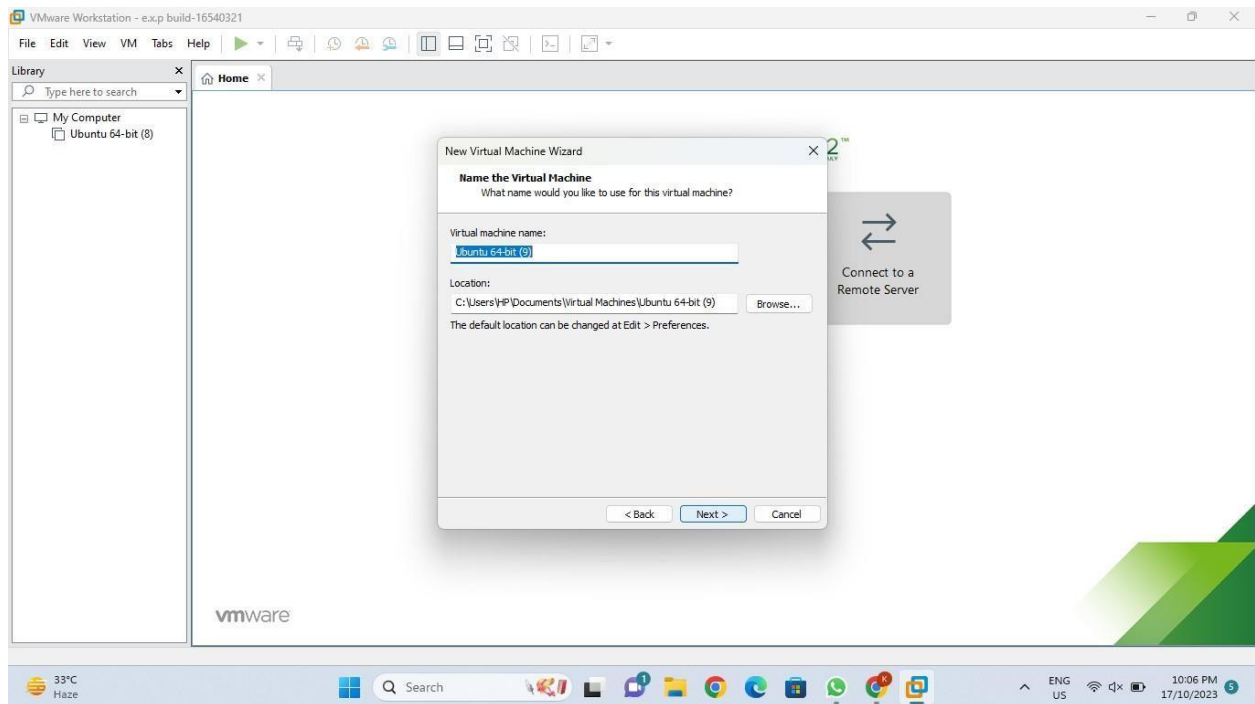 VMware Workstation - e.x.p build-16540321
File Edit View VM Tabs Help
Library
Home
Type here to search
My Computer
Ubuntu 64-bit (8)
2™
New Virtual Machine Wizard
Name the Virtual Machine
What name would you like to use for this virtual machine?
Virtual machine name:
Ubuntu 64-bit (9)
Location:
C:\Users\HP\Documents\Virtual Machines\Ubuntu 64-bit (9)
Browse...
The default location can be changed at Edit > Preferences.
< Back Next > Cancel
Connect to a
Remote Server
vmware
33°C
Haze
Search
1
K
ENG
US
10:06 PM
17/10/2023
5